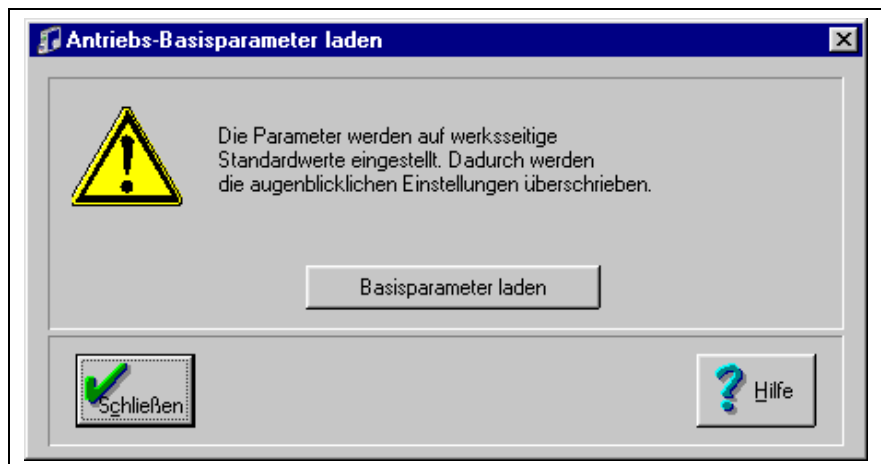 Antriebs-Basisparameter laden
Die Parameter werden auf werksseitige
Standardwerte eingestellt. Dadurch werden
die augenblicklichen Einstellungen überschrieben.
Basisparameter laden
Schließen
Hilfe